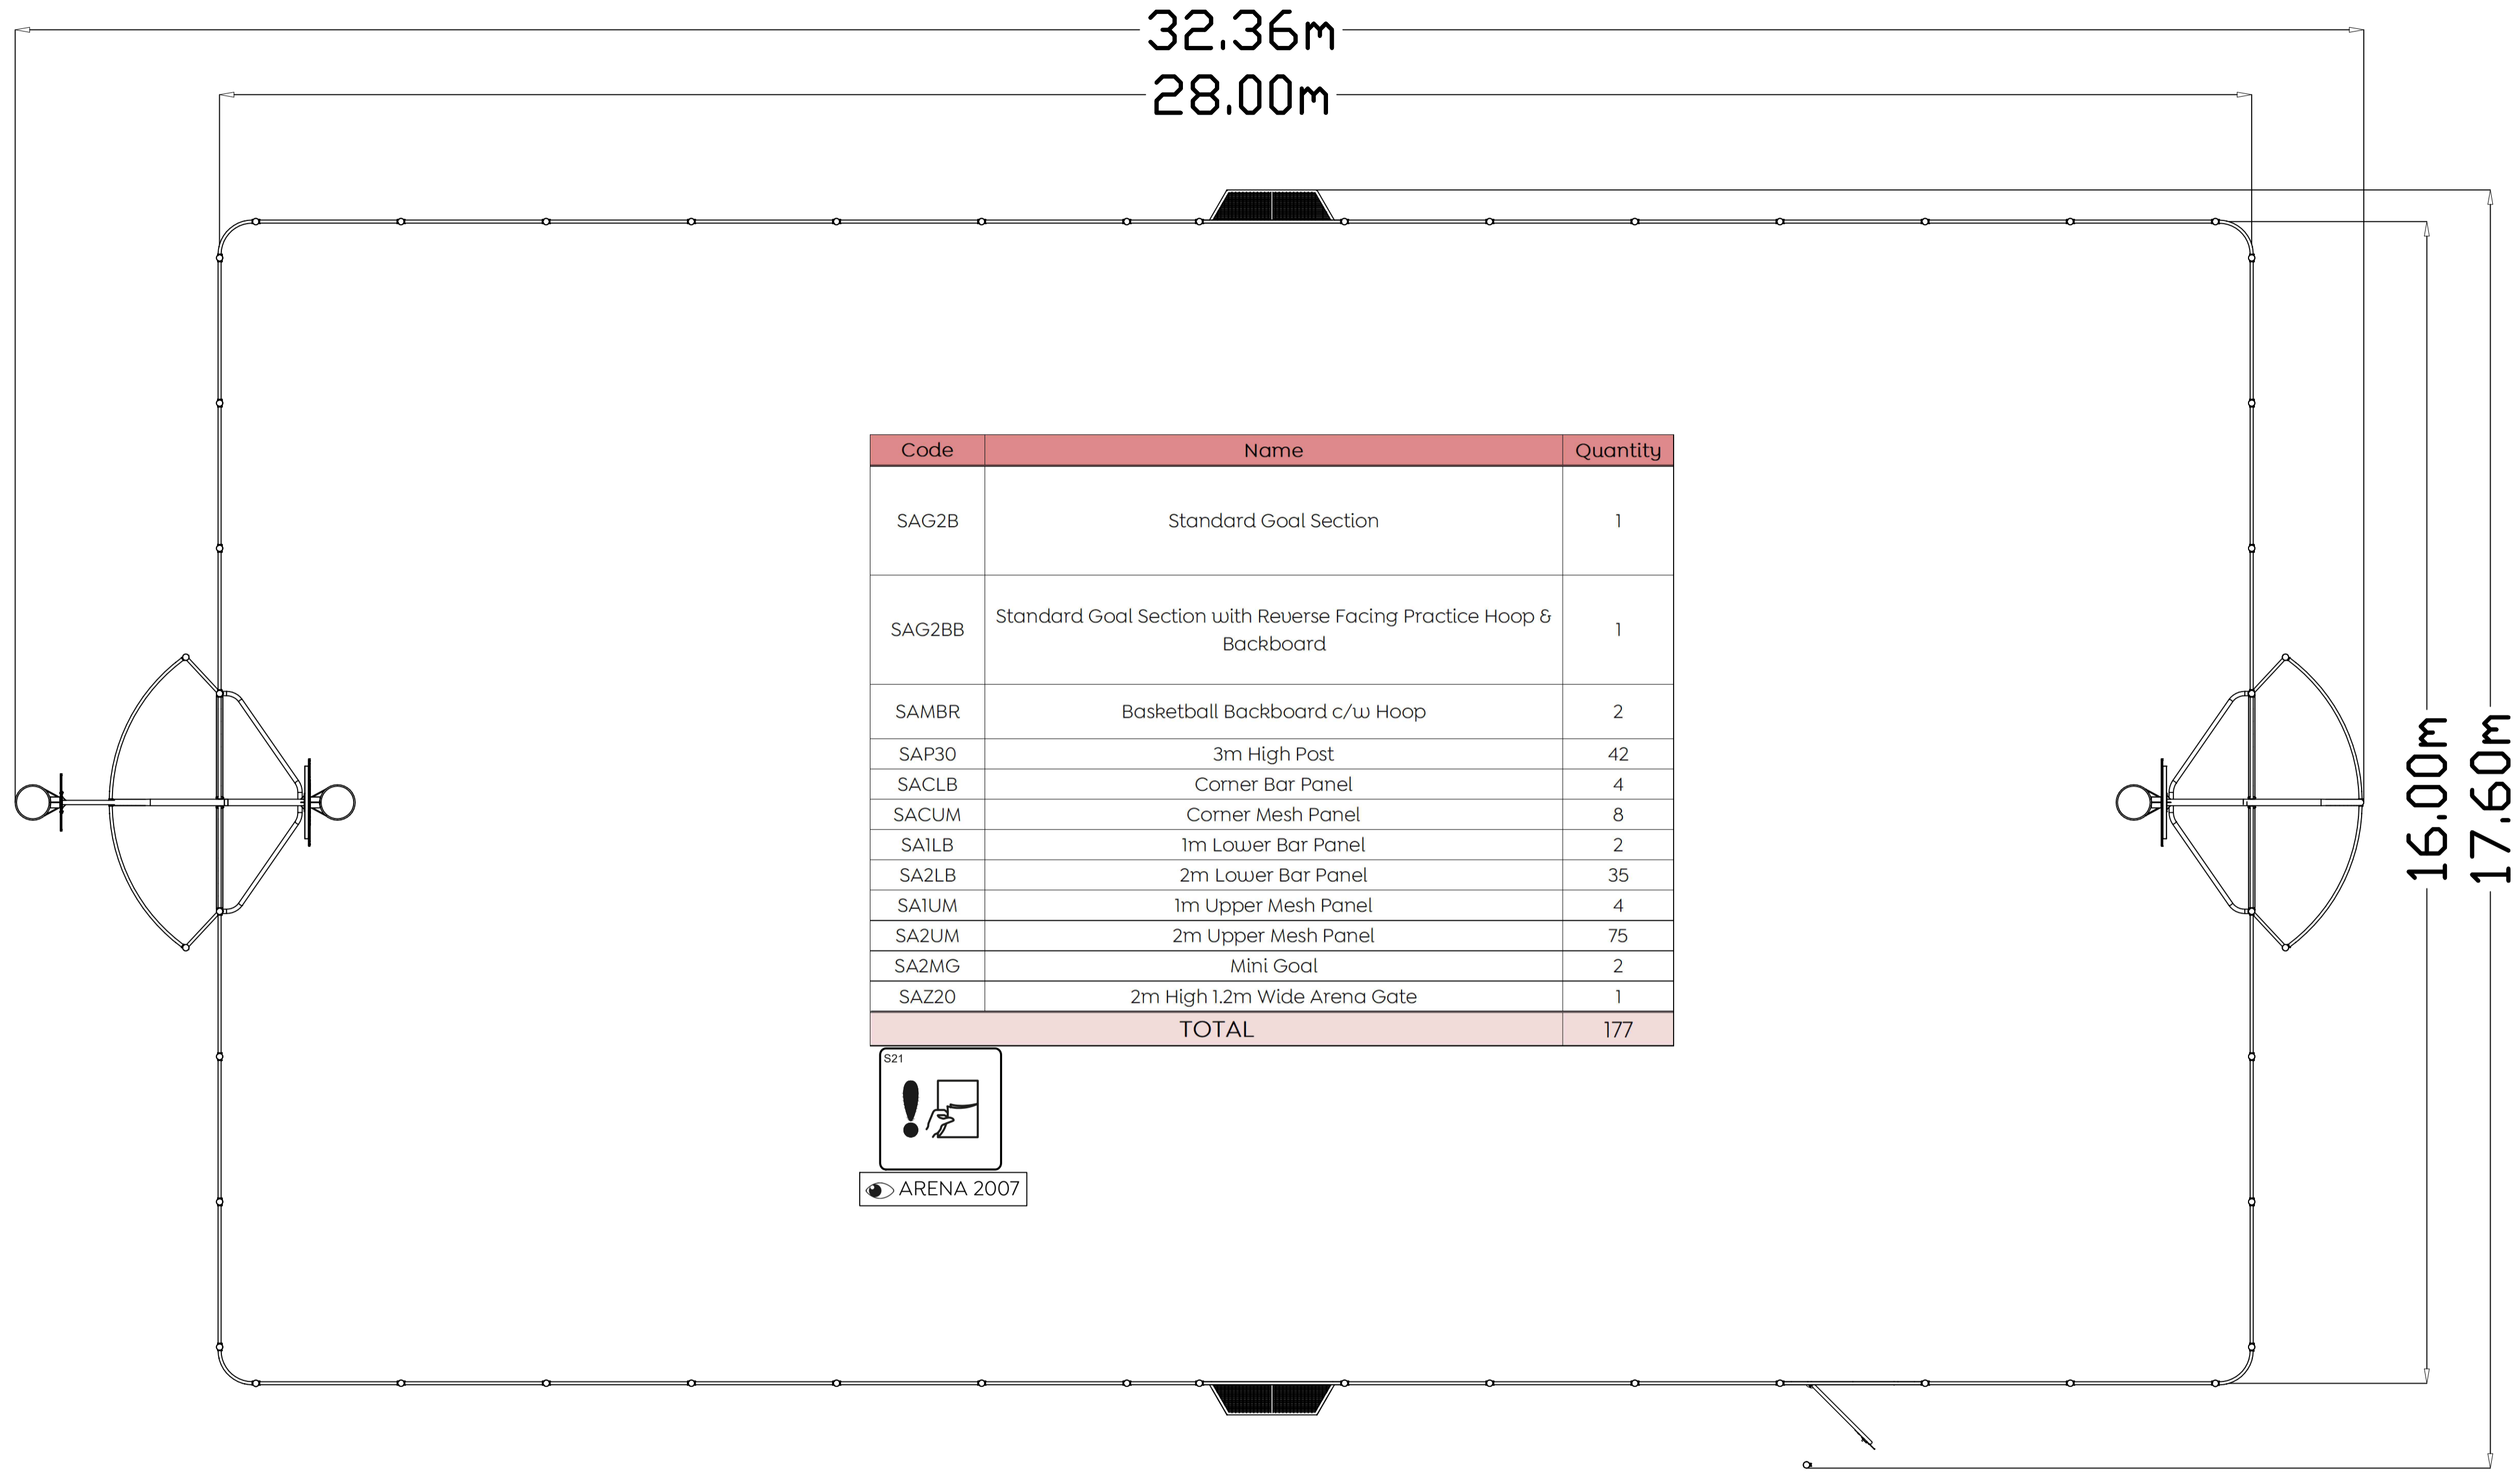 32.36m
28.00m
16.00m
17.60m
Code Name Quantity
SAG2B Standard Goal Section 1
SAG2BB Standard Goal Section with Reverse Facing Practice Hoop &
Backboard 1
SAMBR Basketball Backboard c/w Hoop 2
SAP30 3m High Post 42
SACLB Corner Bar Panel 4
SACUM Corner Mesh Panel 8
SA1LB 1m Lower Bar Panel 2
SA2LB 2m Lower Bar Panel 35
SA1UM 1m Upper Mesh Panel 4
SA2UM 2m Upper Mesh Panel 75
SA2MG Mini Goal 2
SAZ20 2m High 1.2m Wide Arena Gate 1
TOTAL 177
S21
ARENA 2007